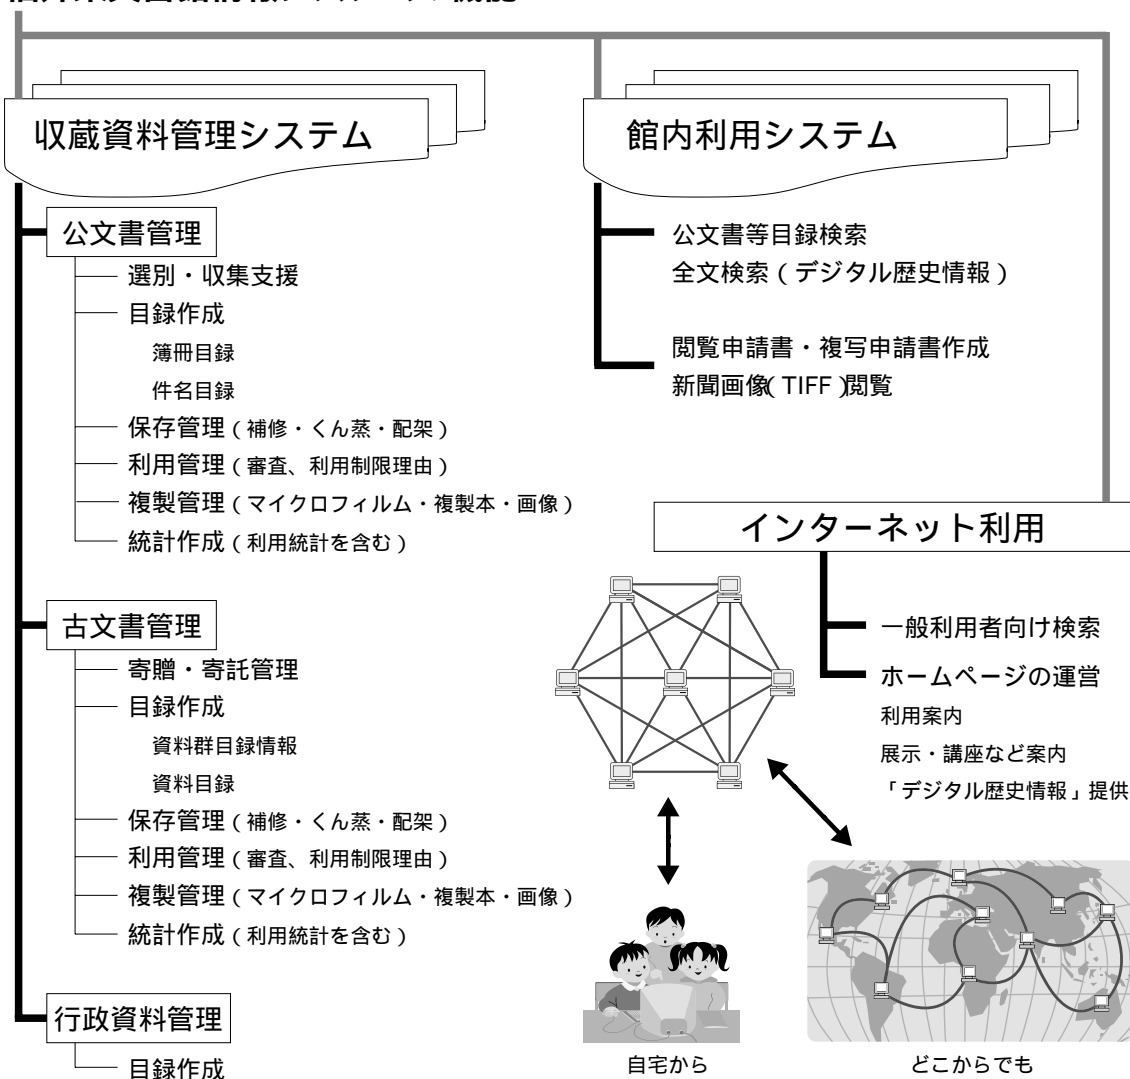 収蔵資料管理システム
公文書管理
選別・収集支援
目録作成
簿冊目録
件名目録
保存管理(補修・くん蒸・配架)
利用管理(審査、利用制限理由)
複製管理(マイクロフィルム・複製本・画像)
統計作成(利用統計を含む)
古文書管理
寄贈・寄託管理
目録作成
資料群目録情報
資料目録
保存管理(補修・くん蒸・配架)
利用管理(審査、利用制限理由)
複製管理(マイクロフィルム・複製本・画像)
統計作成(利用統計を含む)
行政資料管理
目録作成
館内利用システム
公文書等目録検索
全文検索(デジタル歴史情報)
閲覧申請書・複写申請書作成
新聞画像(TIFF)閲覧
インターネット利用
一般利用者向け検索
ホームページの運営
利用案内
展示・講座など案内
「デジタル歴史情報」提供
自宅から
どこからでも